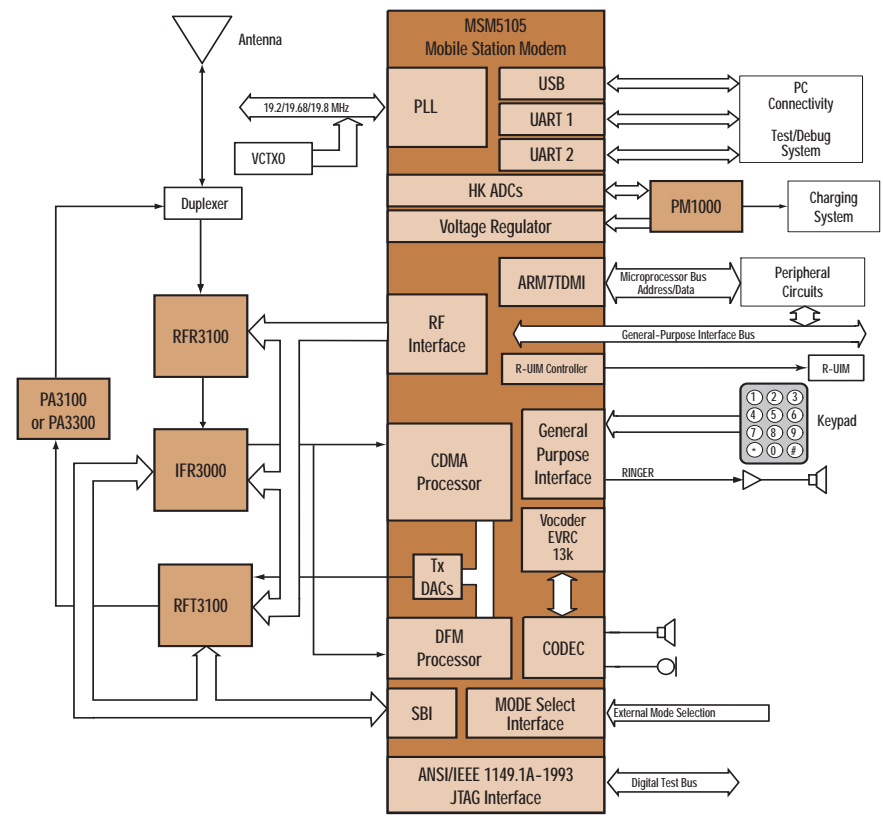 MSM5105
Mobile Station Modem
Antenna
19.2/19.68/19.8 MHz
VCTXO
Duplexer
PLL
USB
UART 1
UART 2
PC
Connectivity
Test/Debug
System
HK ADCs
Voltage Regulator
PM1000
Charging
System
ARM7TDMI
Microprocessor Bus
Address/Data
Peripheral
Circuits
General-Purpose Interface Bus
RFR3100
RF
Interface
R-UIM Controller
R-UIM
PA3100
or PA3300
IFR3000
CDMA
Processor
General
Purpose
Interface
1 2 3
4 5 6
7 8 9
* 0 #
Keypad
RINGER
Vocoder
EVRC
13k
Tx
DACs
RFT3100
DFM
Processor
CODEC
SBI
MODE Select
Interface
External Mode Selection
ANSI/IEEE 1149.1A-1993
JTAG Interface
Digital Test Bus